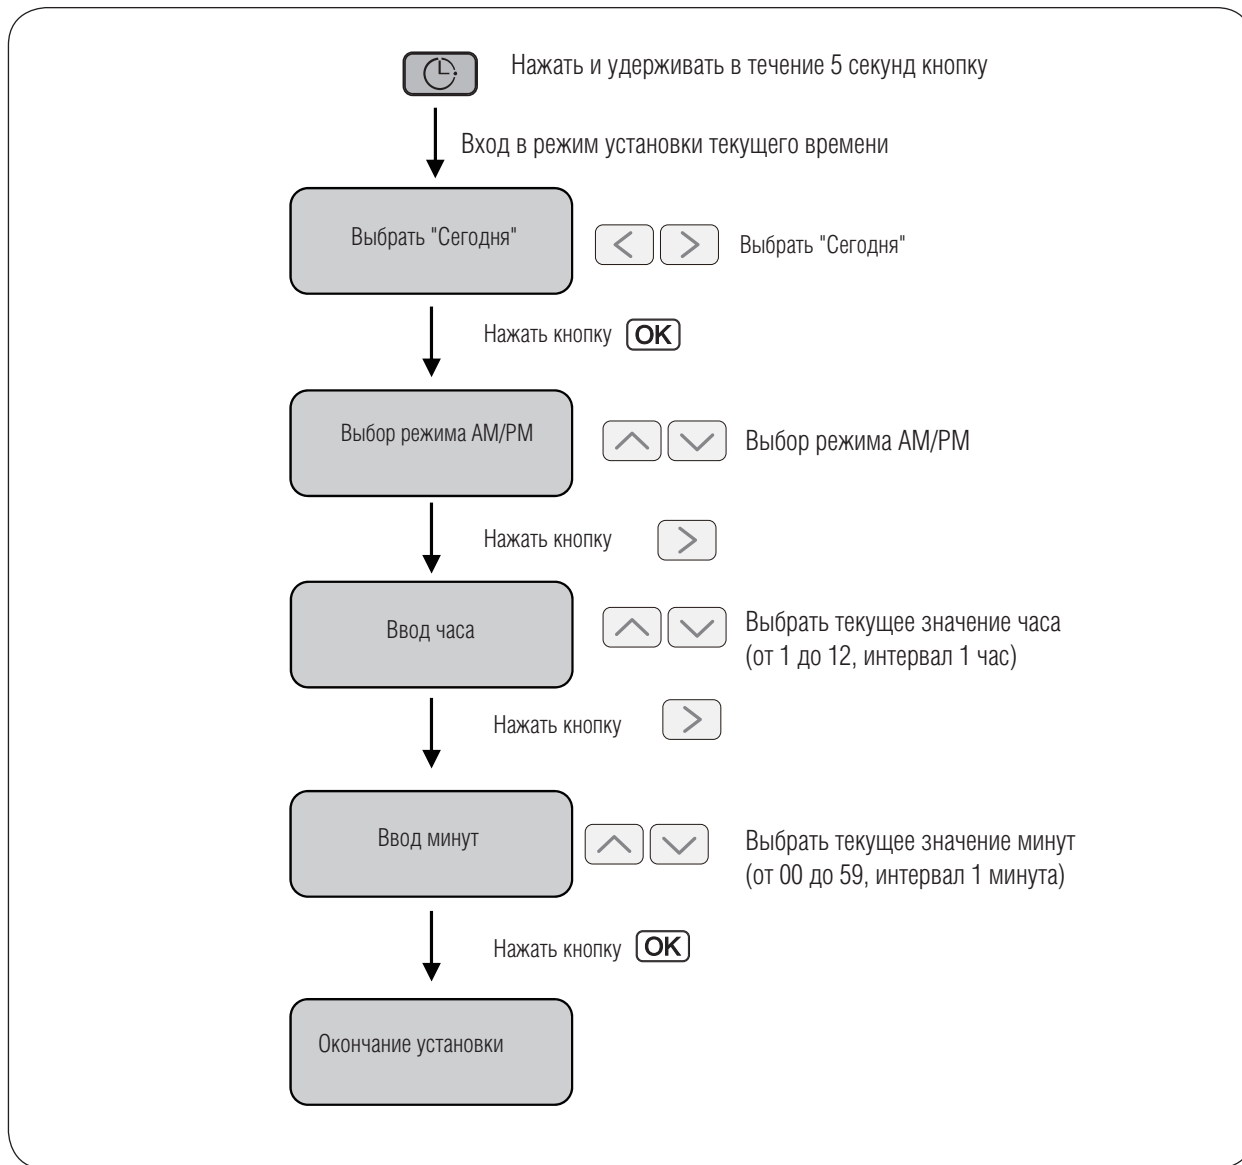 Нажать и удерживать в течение 5 секунд кнопку
Вход в режим установки текущего времени
Выбрать "Сегодня"
Выбрать "Сегодня"
Нажать кнопку OK
Выбор режима AM/PM
Выбор режима AM/PM
Нажать кнопку
Ввод часа
Выбрать текущее значение часа
(от 1 до 12, интервал 1 час)
Нажать кнопку
Ввод минут
Выбрать текущее значение минут
(от 00 до 59, интервал 1 минута)
Нажать кнопку OK
Окончание установки